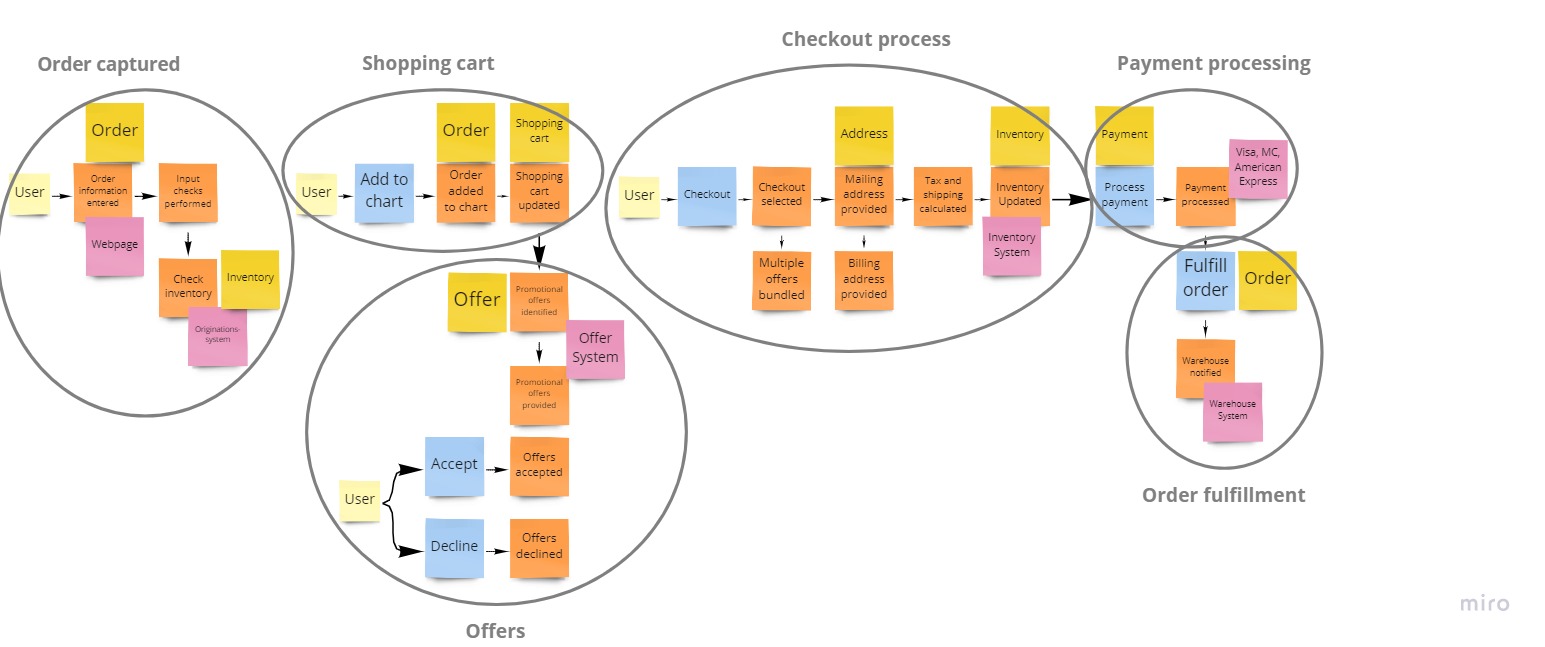 Order captured
Order
User
Order
information
entered
Input
checks
performed
Webpage
Check
inventory
Inventory
Originations-
system
Shopping cart
Order
Shopping
cart
User
Add to
chart
Order
added
to chart
Shopping
cart
updated
Offer
Promotional
offers
identified
Offer
System
Promotional
offers
provided
User
Accept
Offers
accepted
Decline
Offers
declined
Offers
Checkout process
Address
Inventory
User
Checkout
Checkout
selected
Mailing
address
provided
Tax and
shipping
calculated
Inventory
Updated
Inventory
System
Multiple
offers
bundled
Billing
address
provided
Payment processing
Payment
Visa, MC,
American
Express
Process
payment
Payment
processed
Fulfill
order
Order
Warehouse
notified
Warehouse
System
Order fulfillment
miro